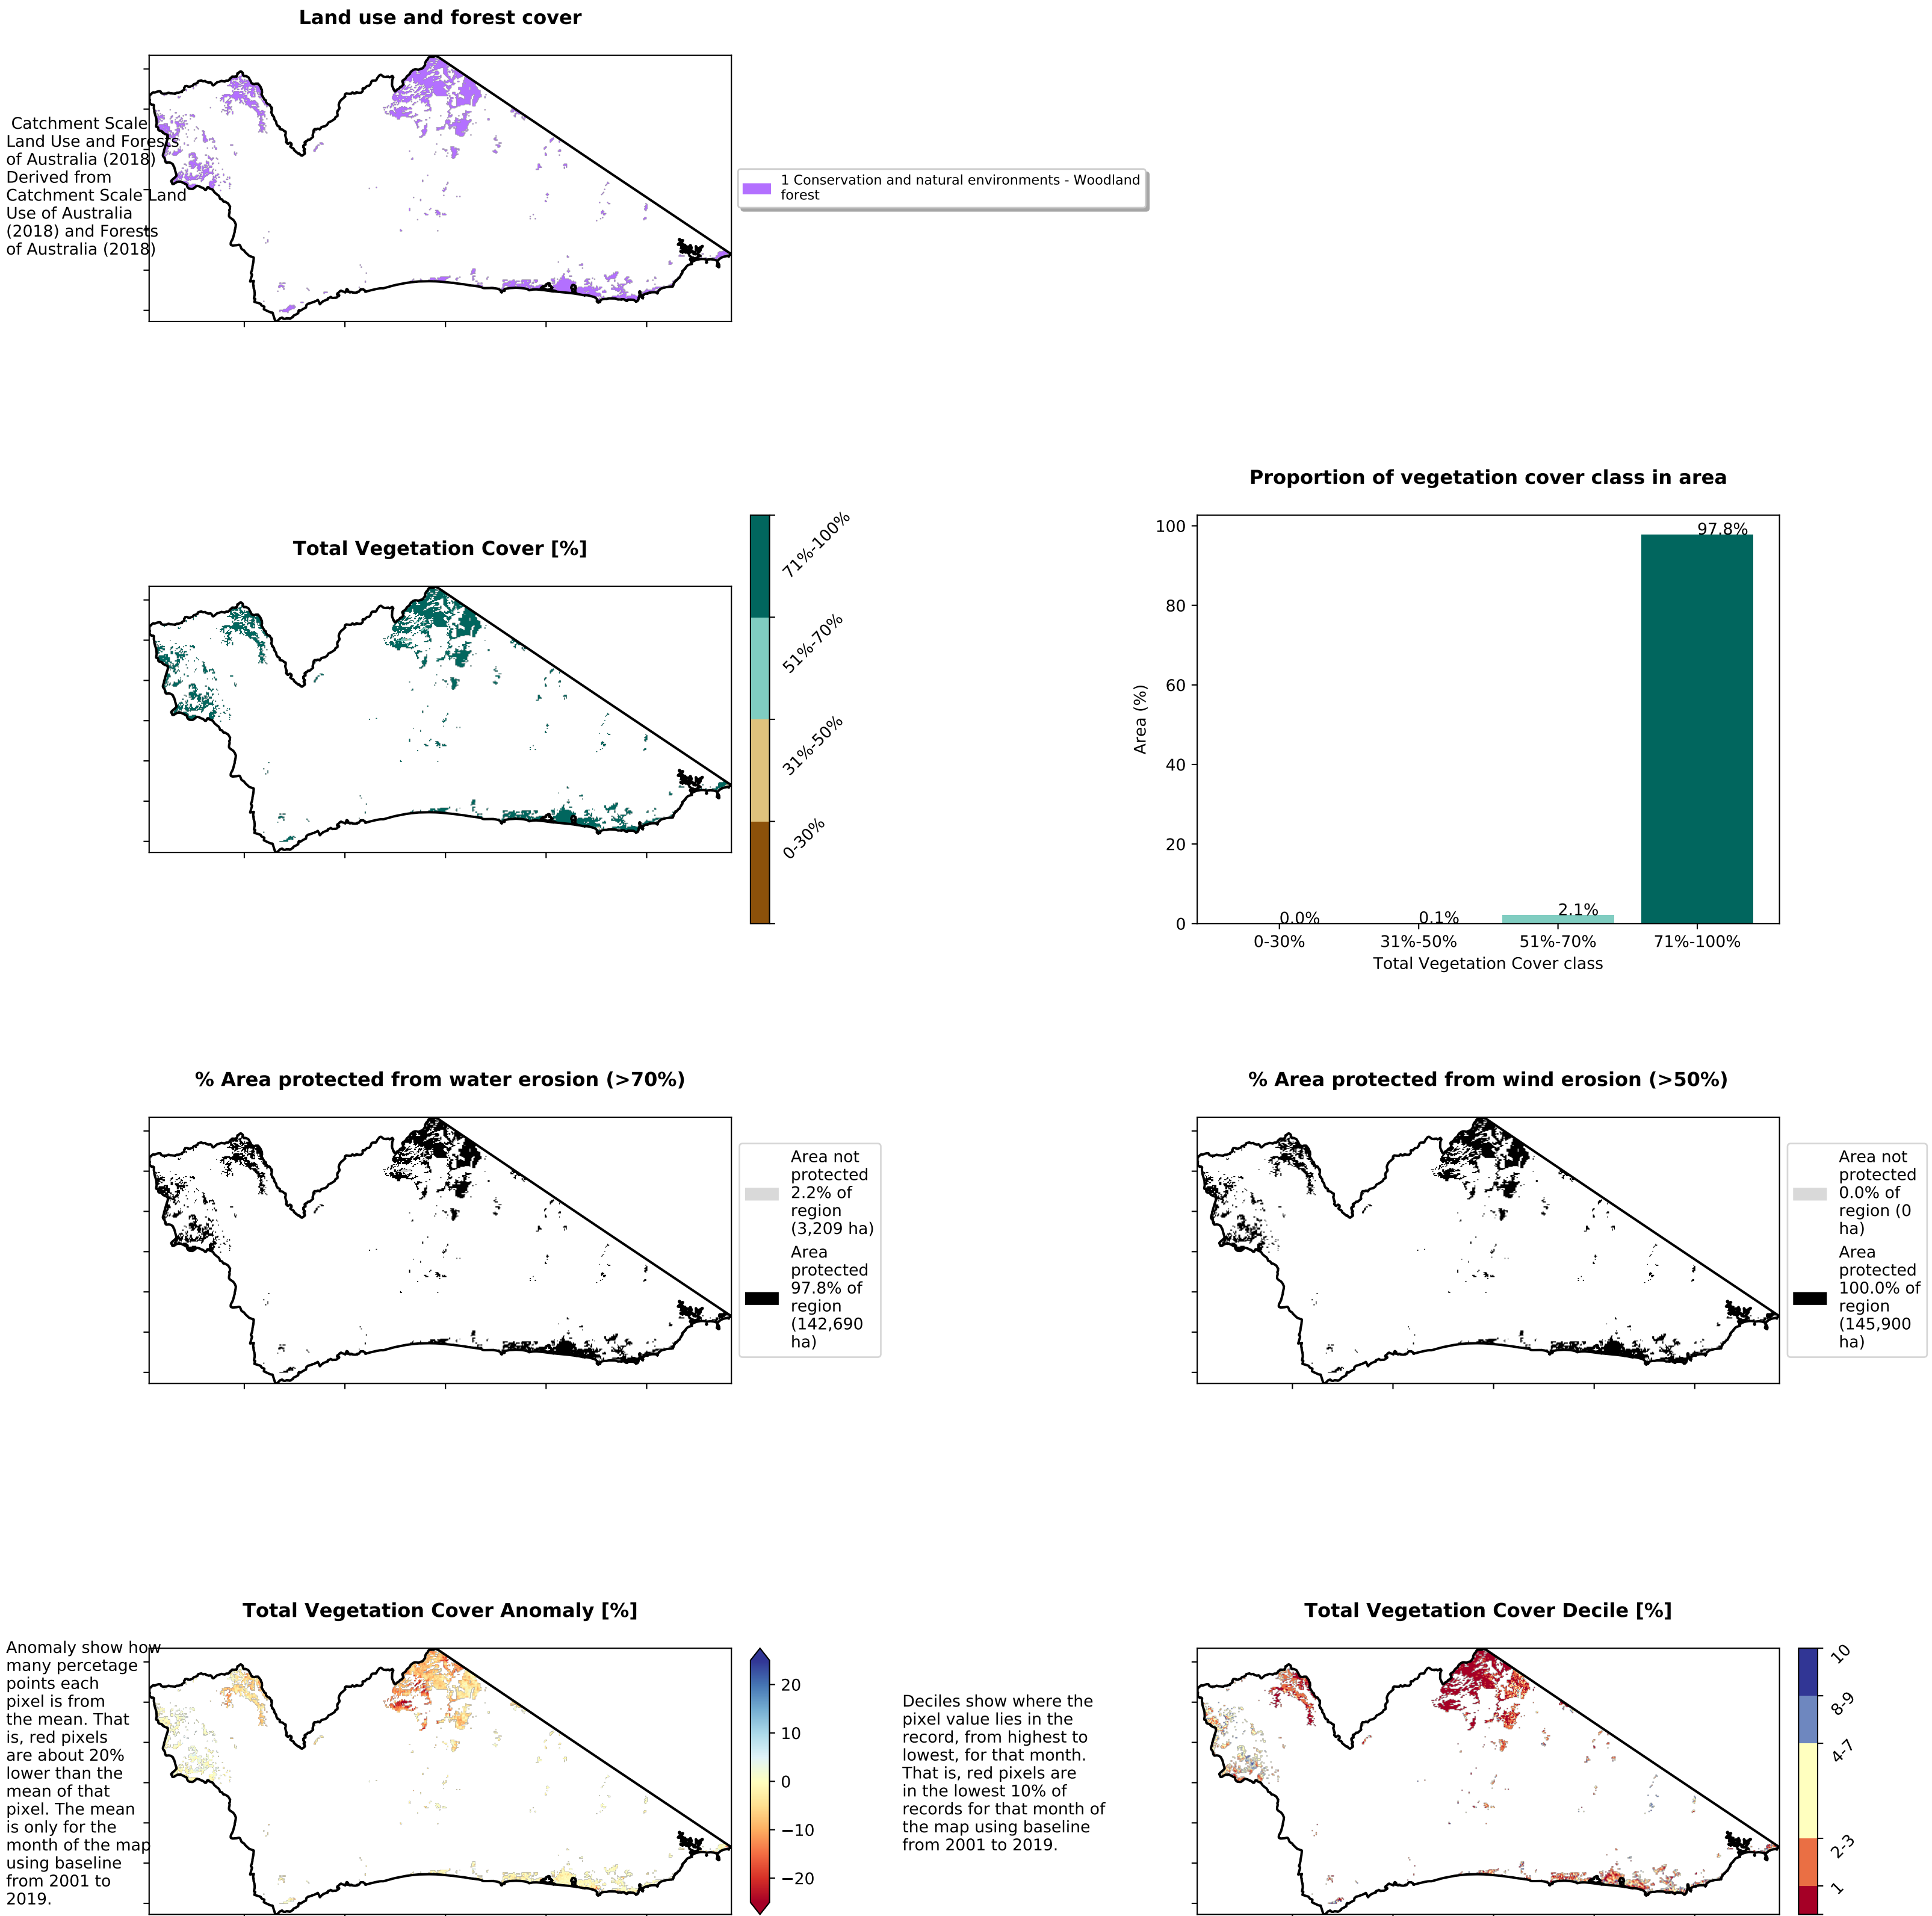 Land use and forest cover
Catchment Scale
Land Use and Forests
of Australia (2018)
Derived from
Catchment Scale Land
Use of Australia
(2018) and Forests
of Australia (2018)
1 Conservation and natural environments - Woodland
forest
Total Vegetation Cover [%]
71%-100%
51%-70%
31%-50%
0-30%
Proportion of vegetation cover class in area
100
80
60
40
20
0
Area (%)
0.0%
0.1%
2.1%
97.8%
0-30%
31%-50%
51%-70%
71%-100%
Total Vegetation Cover class
% Area protected from water erosion (>70%)
Area not
protected
2.2% of
region
(3,209 ha)
Area
protected
97.8% of
region
(142,690
ha)
% Area protected from wind erosion (>50%)
Area not
protected
0.0% of
region (0
ha)
Area
protected
100.0% of
region
(145,900
ha)
Total Vegetation Cover Anomaly [%]
Anomaly show how
many percetage
points each
pixel is from
the mean. That
is, red pixels
are about 20%
lower than the
mean of that
pixel. The mean
is only for the
month of the map
using baseline
from 2001 to
2019.
20
10
0
−10
−20
Total Vegetation Cover Decile [%]
Deciles show where the
pixel value lies in the
record, from highest to
lowest, for that month.
That is, red pixels are
in the lowest 10% of
records for that month of
the map using baseline
from 2001 to 2019.
10
8-9
4-7
2-3
1